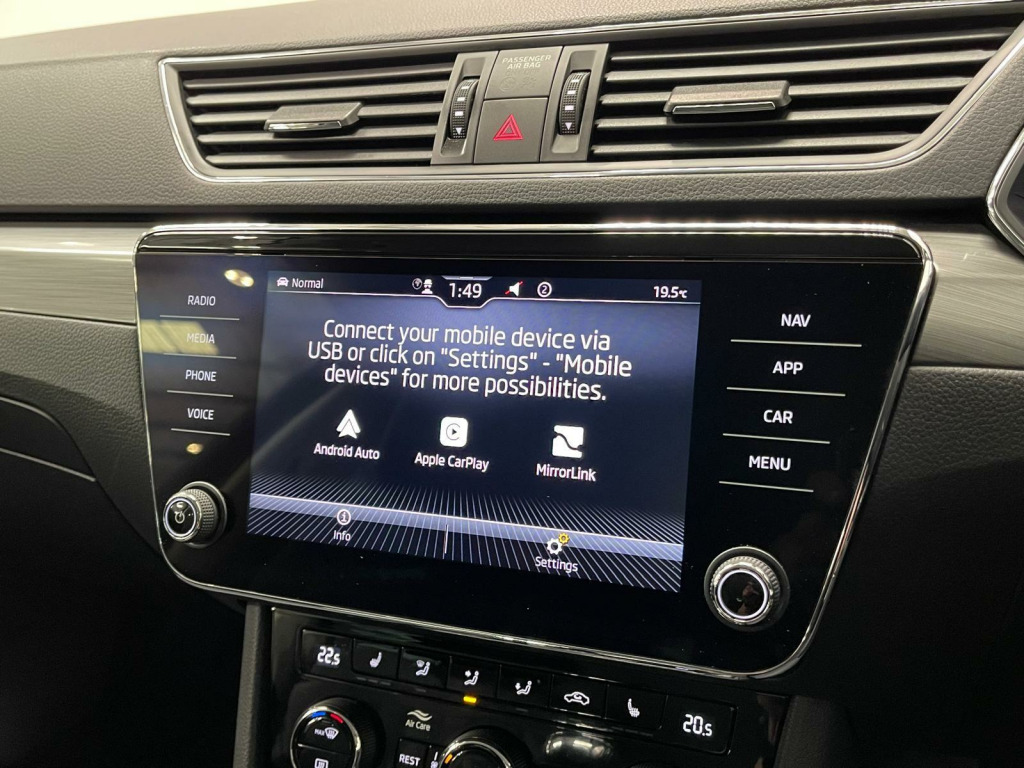 PASSENGER
AIR BAG
Normal
1:49
2
19.5°C
RADIO
MEDIA
PHONE
VOICE
Connect your mobile device via
USB or click on "Settings" - "Mobile
devices" for more possibilities.
Android Auto
Apple CarPlay
MirrorLink
Info
Settings
NAV
APP
CAR
MENU
22.5
20.5
Air Care
MAX
REST